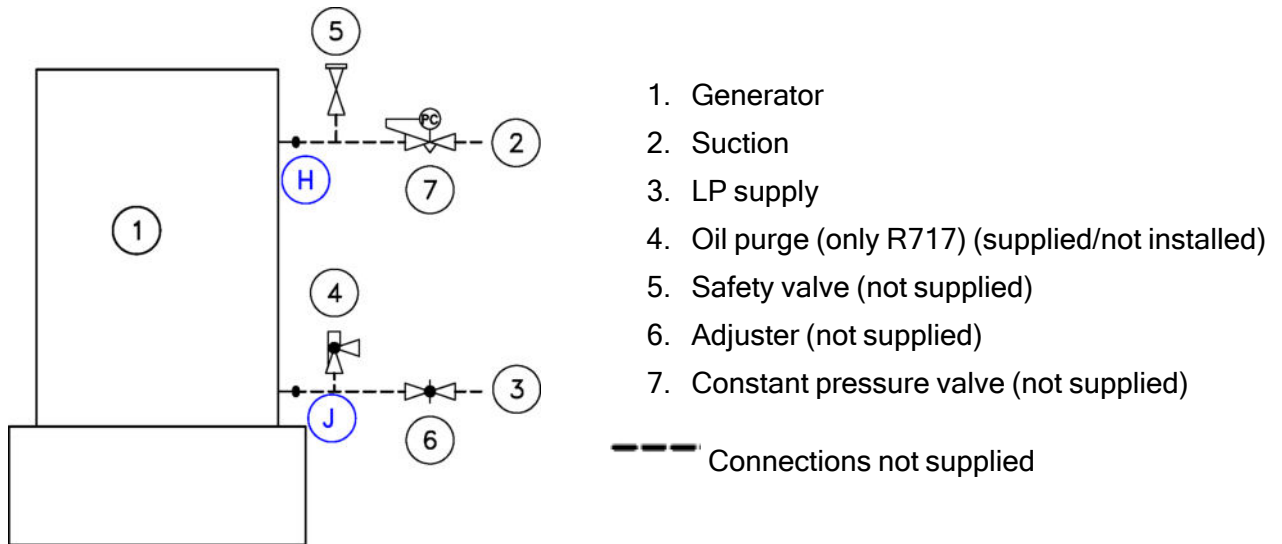 5
PC
2
H
7
1
4
3
J
6
1. Generator
2. Suction
3. LP supply
4. Oil purge (only R717) (supplied/not installed)
5. Safety valve (not supplied)
6. Adjuster (not supplied)
7. Constant pressure valve (not supplied)
Connections not supplied